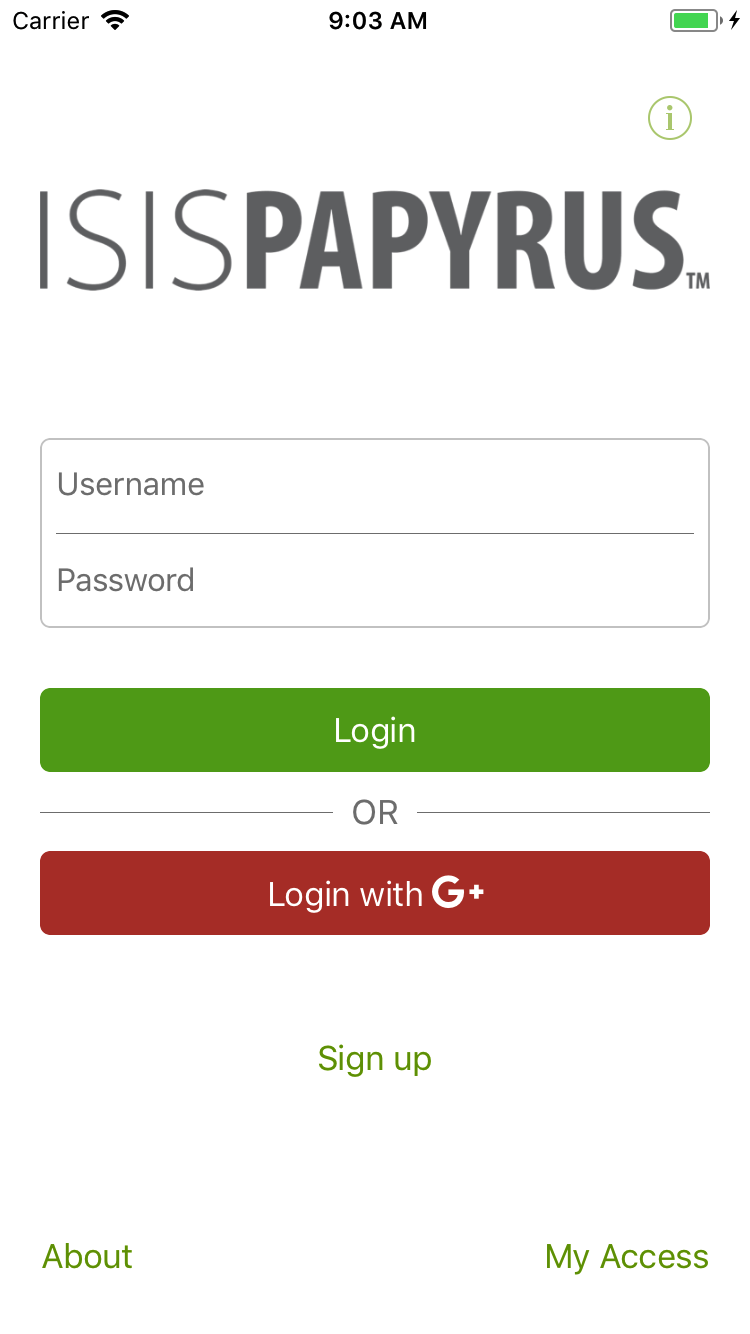 Carrier 9:03 AM
i
ISISPAPYRUS™
Username
Password
Login
OR
Login with G+
Sign up
About My Access